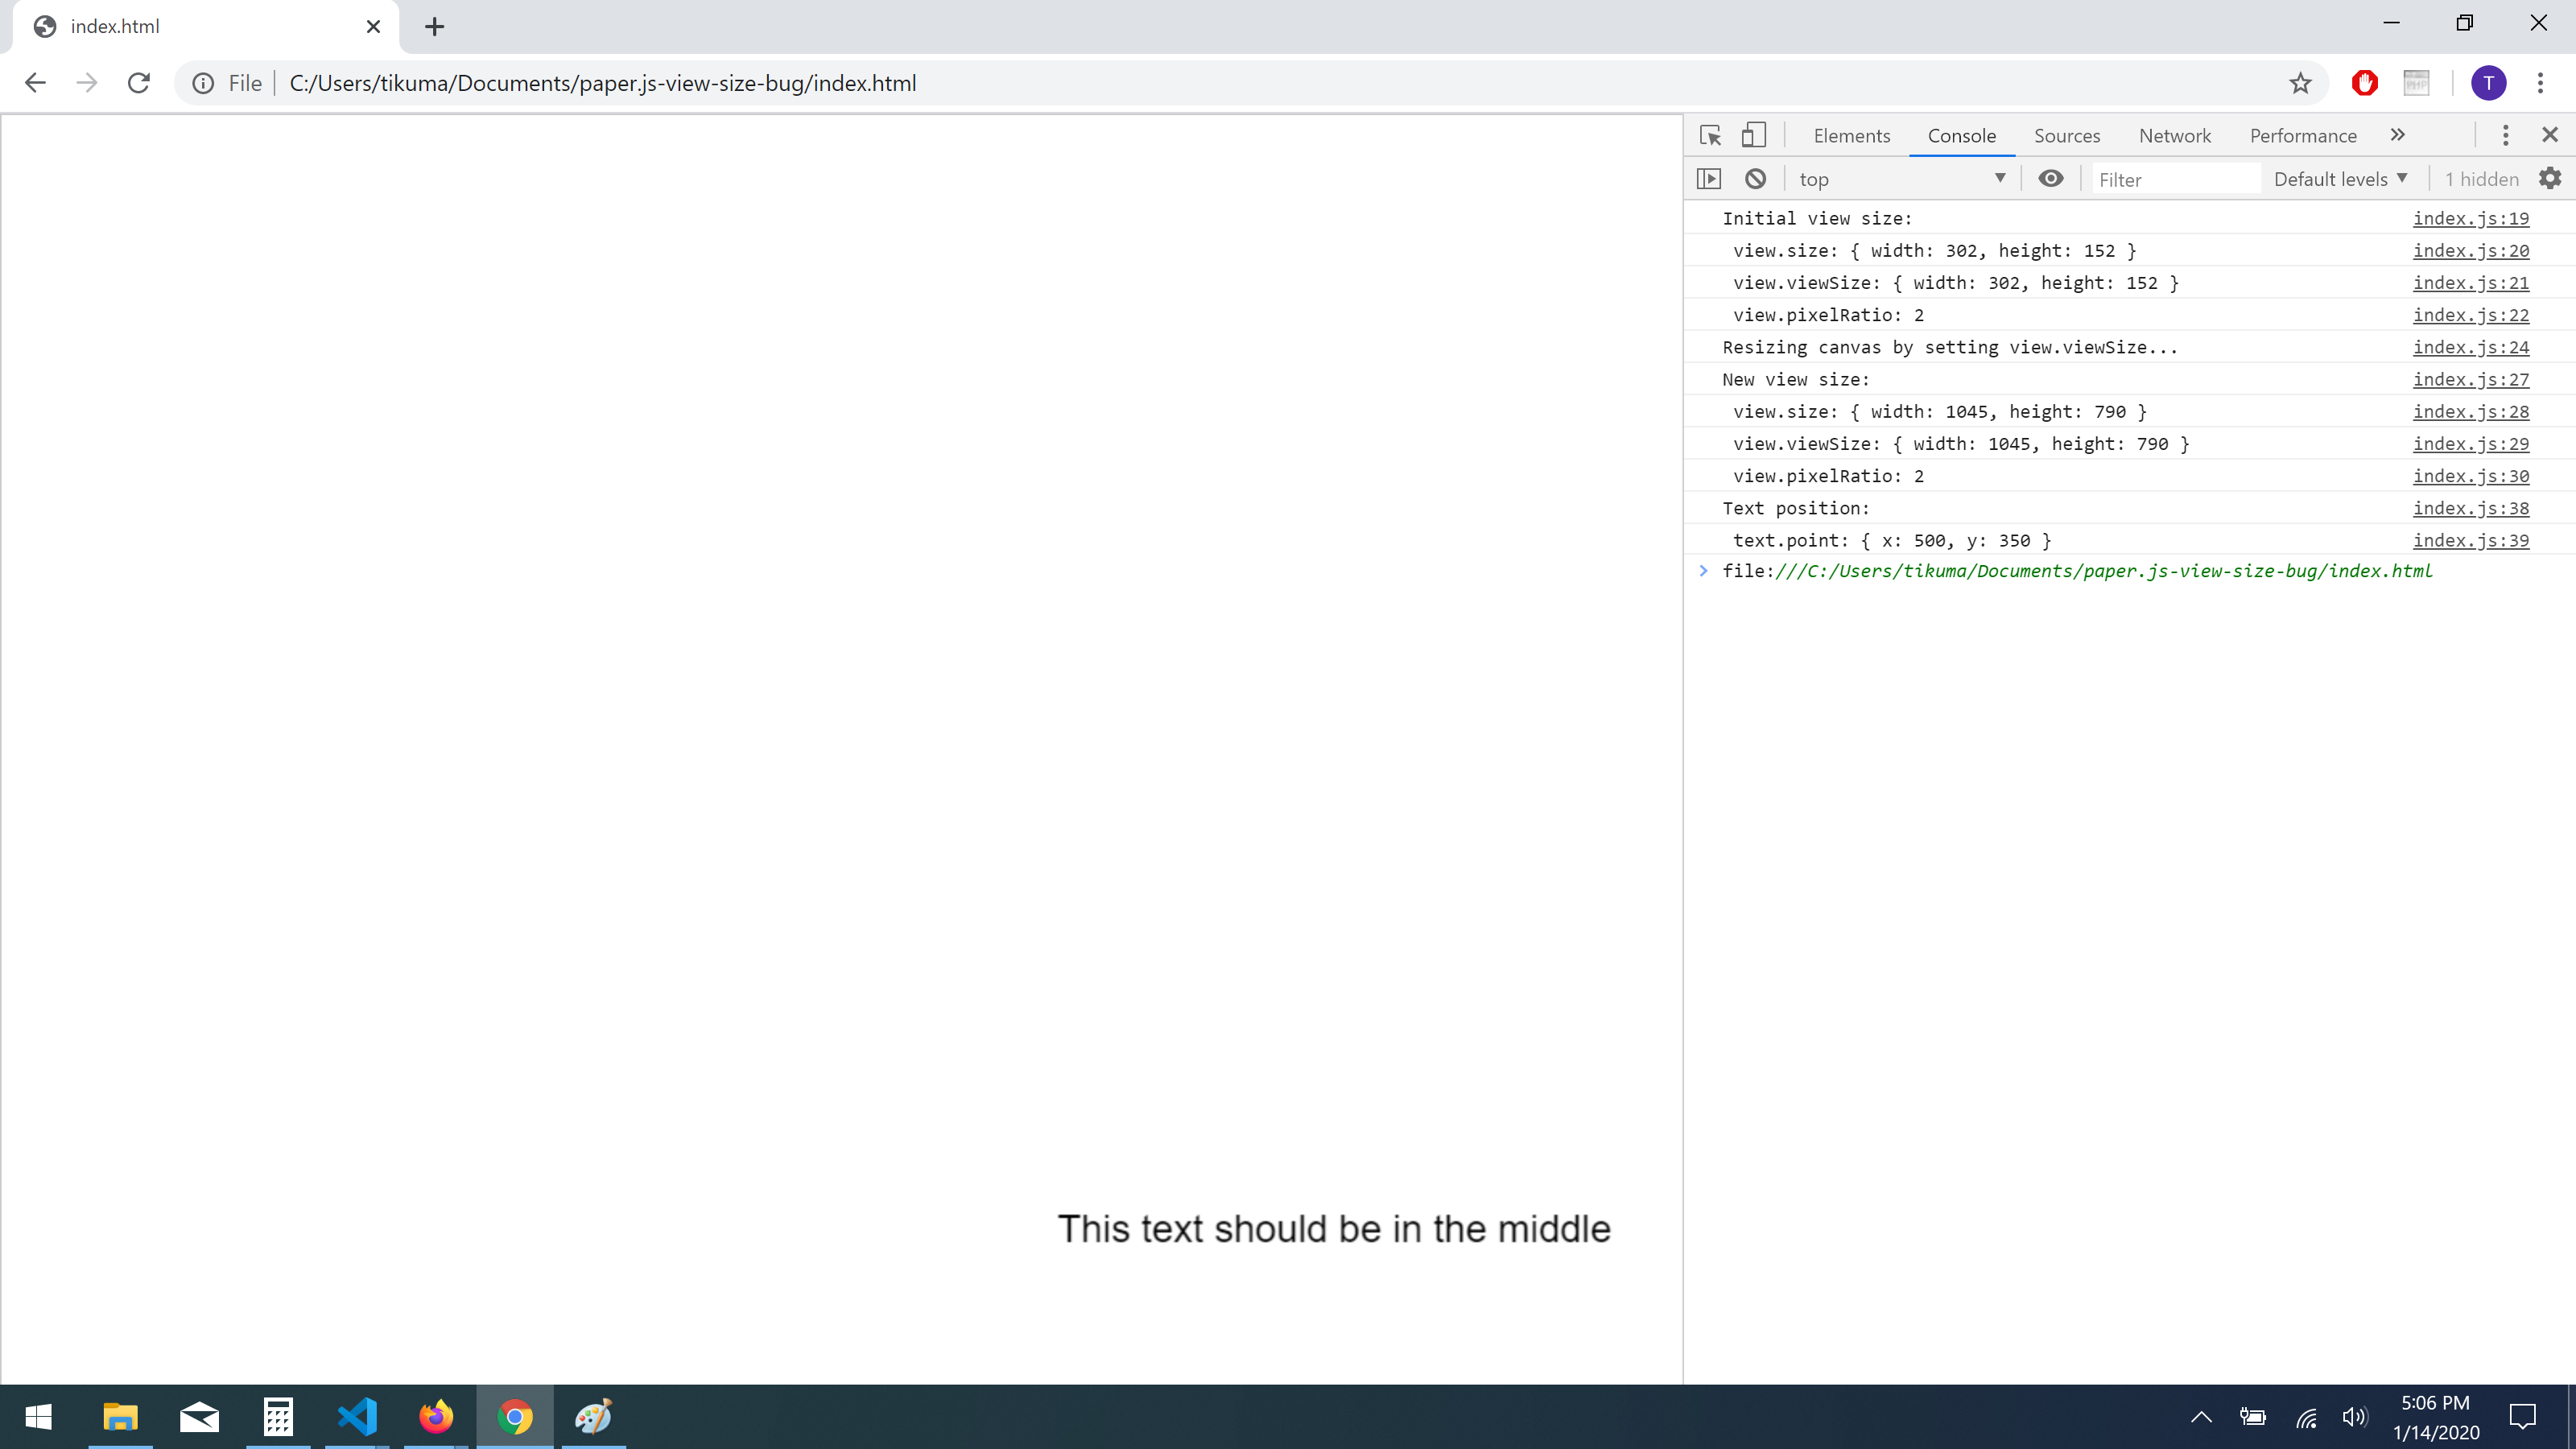 index.html
File C:/Users/tikuma/Documents/paper.js-view-size-bug/index.html
T
Elements Console Sources Network Performance
top Filter Default levels 1 hidden
Initial view size: index.js:19
view.size: { width: 302, height: 152 } index.js:20
view.viewSize: { width: 302, height: 152 } index.js:21
view.pixelRatio: 2 index.js:22
Resizing canvas by setting view.viewSize... index.js:24
New view size: index.js:27
view.size: { width: 1045, height: 790 } index.js:28
view.viewSize: { width: 1045, height: 790 } index.js:29
view.pixelRatio: 2 index.js:30
Text position: index.js:38
text.point: { x: 500, y: 350 } index.js:39
file:///C:/Users/tikuma/Documents/paper.js-view-size-bug/index.html
This text should be in the middle
5:06 PM
1/14/2020